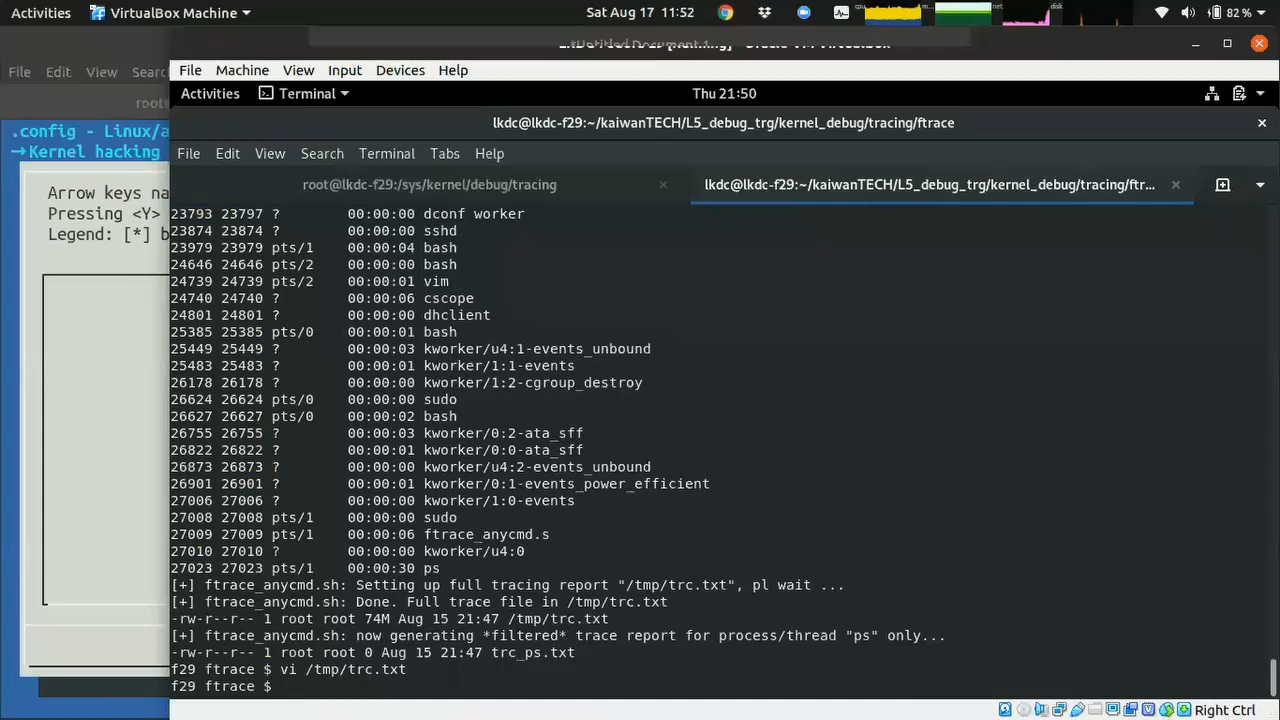 Activities VirtualBox Machine Sat Aug 17 11:52 cpu mem net disk 82 %
*Untitled Document 1
File Edit View Searc
File Machine View Input Devices Help
Activities Terminal Thu 21:50
root
lkdc@lkdc-f29:~/kaiwanTECH/L5_debug_trg/kernel_debug/tracing/ftrace
.config - Linux/a
→Kernel hacking
File Edit View Search Terminal Tabs Help
root@lkdc-f29:/sys/kernel/debug/tracing × lkdc@lkdc-f29:~/kaiwanTECH/L5_debug_trg/kernel_debug/tracing/ftr... ×
Arrow keys na
Pressing <Y>
Legend: [*] b
23793 23797 ? 00:00:00 dconf worker
23874 23874 ? 00:00:00 sshd
23979 23979 pts/1 00:00:04 bash
24646 24646 pts/2 00:00:00 bash
24739 24739 pts/2 00:00:01 vim
24740 24740 ? 00:00:06 cscope
24801 24801 ? 00:00:00 dhclient
25385 25385 pts/0 00:00:01 bash
25449 25449 ? 00:00:03 kworker/u4:1-events_unbound
25483 25483 ? 00:00:01 kworker/1:1-events
26178 26178 ? 00:00:00 kworker/1:2-cgroup_destroy
26624 26624 pts/0 00:00:00 sudo
26627 26627 pts/0 00:00:02 bash
26755 26755 ? 00:00:03 kworker/0:2-ata_sff
26822 26822 ? 00:00:01 kworker/0:0-ata_sff
26873 26873 ? 00:00:00 kworker/u4:2-events_unbound
26901 26901 ? 00:00:01 kworker/0:1-events_power_efficient
27006 27006 ? 00:00:00 kworker/1:0-events
27008 27008 pts/1 00:00:00 sudo
27009 27009 pts/1 00:00:06 ftrace_anycmd.s
27010 27010 ? 00:00:00 kworker/u4:0
27023 27023 pts/1 00:00:30 ps
[+] ftrace_anycmd.sh: Setting up full tracing report "/tmp/trc.txt", pl wait ...
[+] ftrace_anycmd.sh: Done. Full trace file in /tmp/trc.txt
-rw-r--r-- 1 root root 74M Aug 15 21:47 /tmp/trc.txt
[+] ftrace_anycmd.sh: now generating *filtered* trace report for process/thread "ps" only...
-rw-r--r-- 1 root root 0 Aug 15 21:47 trc_ps.txt
f29 ftrace $ vi /tmp/trc.txt
f29 ftrace $
Right Ctrl